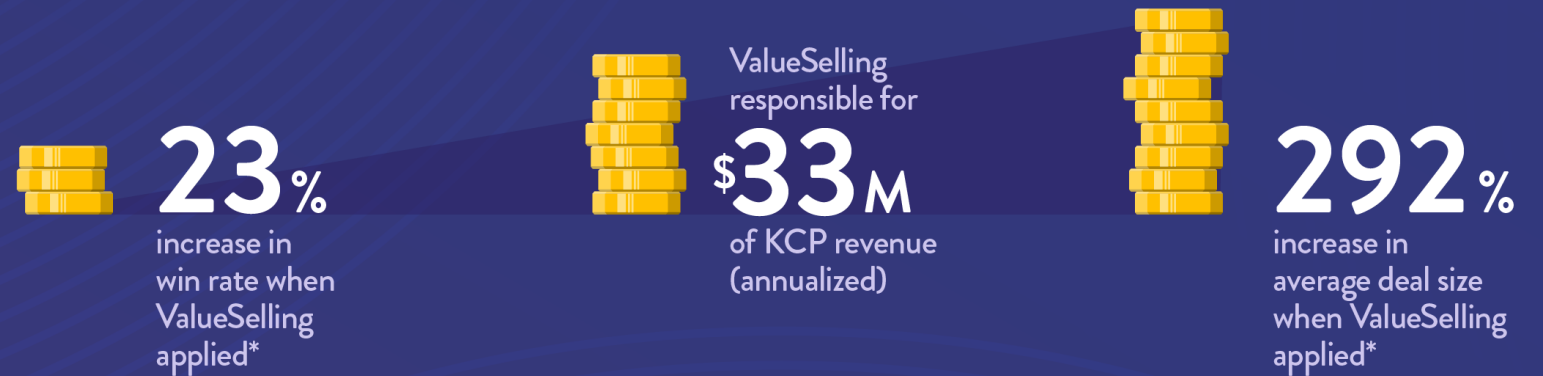 23%
increase in
win rate when
ValueSelling
applied*
ValueSelling
responsible for
$33M
of KCP revenue
(annualized)
292%
increase in
average deal size
when ValueSelling
applied*